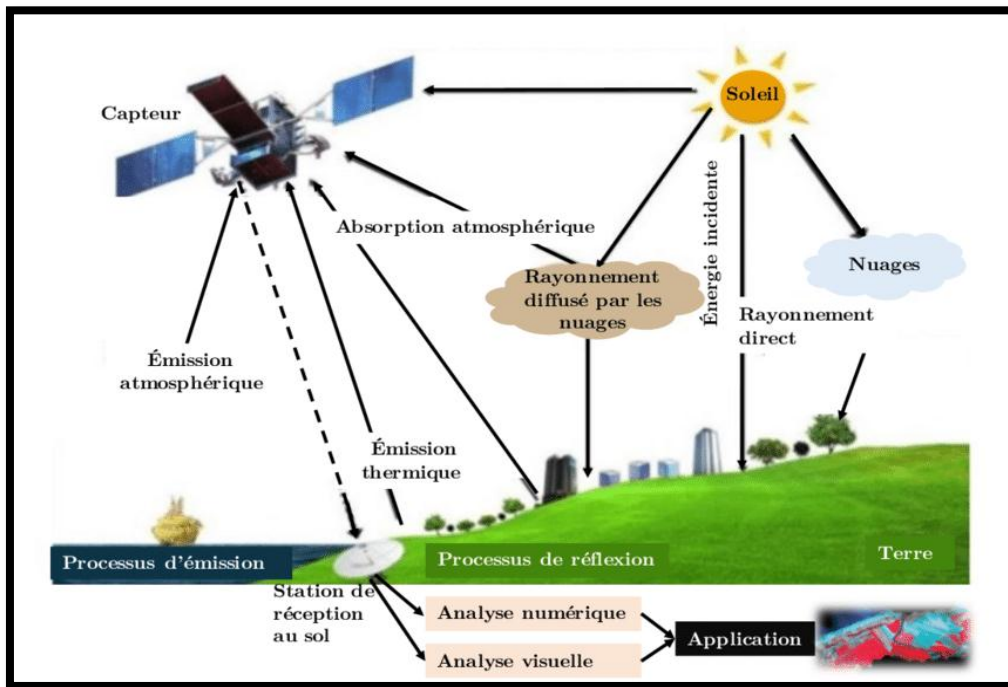 Soleil
Capteur
Énergie incidente
Absorption atmosphérique
Rayonnement
diffusé par les
nuages
Nuages
Rayonnement
direct
Émission
atmosphérique
Émission
thermique
Processus d'émission
Processus de réflexion
Terre
Station de
réception
au sol
Analyse numérique
Analyse visuelle
Application